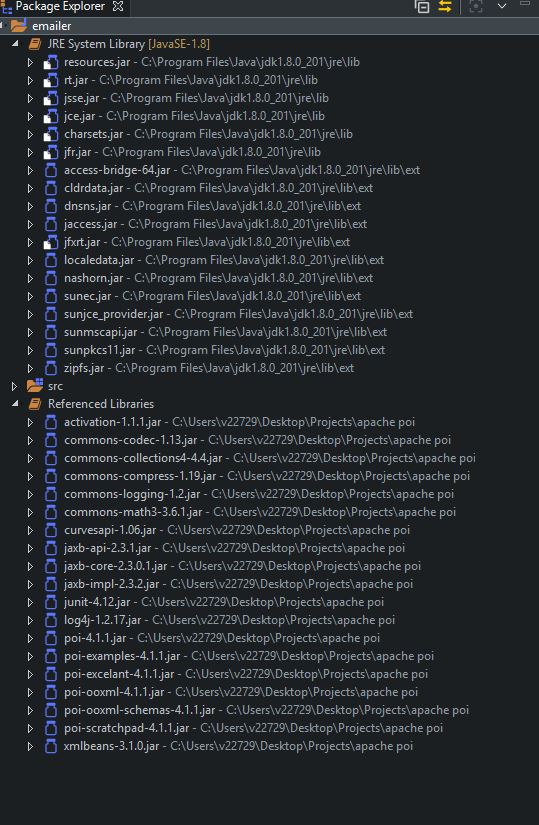 Package Explorer
emailer
JRE System Library [JavaSE-1.8]
resources.jar - C:\Program Files\Java\jdk1.8.0_201\jre\lib
rt.jar - C:\Program Files\Java\jdk1.8.0_201\jre\lib
jsse.jar - C:\Program Files\Java\jdk1.8.0_201\jre\lib
jce.jar - C:\Program Files\Java\jdk1.8.0_201\jre\lib
charsets.jar - C:\Program Files\Java\jdk1.8.0_201\jre\lib
jfr.jar - C:\Program Files\Java\jdk1.8.0_201\jre\lib
access-bridge-64.jar - C:\Program Files\Java\jdk1.8.0_201\jre\lib\ext
cldrdata.jar - C:\Program Files\Java\jdk1.8.0_201\jre\lib\ext
dnsns.jar - C:\Program Files\Java\jdk1.8.0_201\jre\lib\ext
jaccess.jar - C:\Program Files\Java\jdk1.8.0_201\jre\lib\ext
jfxrt.jar - C:\Program Files\Java\jdk1.8.0_201\jre\lib\ext
localedata.jar - C:\Program Files\Java\jdk1.8.0_201\jre\lib\ext
nashorn.jar - C:\Program Files\Java\jdk1.8.0_201\jre\lib\ext
sunec.jar - C:\Program Files\Java\jdk1.8.0_201\jre\lib\ext
sunjce_provider.jar - C:\Program Files\Java\jdk1.8.0_201\jre\lib\ext
sunmscapi.jar - C:\Program Files\Java\jdk1.8.0_201\jre\lib\ext
sunpkcs11.jar - C:\Program Files\Java\jdk1.8.0_201\jre\lib\ext
zipfs.jar - C:\Program Files\Java\jdk1.8.0_201\jre\lib\ext
src
Referenced Libraries
activation-1.1.1.jar - C:\Users\v22729\Desktop\Projects\apache poi
commons-codec-1.13.jar - C:\Users\v22729\Desktop\Projects\apache poi
commons-collections4-4.4.jar - C:\Users\v22729\Desktop\Projects\apache poi
commons-compress-1.19.jar - C:\Users\v22729\Desktop\Projects\apache poi
commons-logging-1.2.jar - C:\Users\v22729\Desktop\Projects\apache poi
commons-math3-3.6.1.jar - C:\Users\v22729\Desktop\Projects\apache poi
curvesapi-1.06.jar - C:\Users\v22729\Desktop\Projects\apache poi
jaxb-api-2.3.1.jar - C:\Users\v22729\Desktop\Projects\apache poi
jaxb-core-2.3.0.1.jar - C:\Users\v22729\Desktop\Projects\apache poi
jaxb-impl-2.3.2.jar - C:\Users\v22729\Desktop\Projects\apache poi
junit-4.12.jar - C:\Users\v22729\Desktop\Projects\apache poi
log4j-1.2.17.jar - C:\Users\v22729\Desktop\Projects\apache poi
poi-4.1.1.jar - C:\Users\v22729\Desktop\Projects\apache poi
poi-examples-4.1.1.jar - C:\Users\v22729\Desktop\Projects\apache poi
poi-excelant-4.1.1.jar - C:\Users\v22729\Desktop\Projects\apache poi
poi-ooxml-4.1.1.jar - C:\Users\v22729\Desktop\Projects\apache poi
poi-ooxml-schemas-4.1.1.jar - C:\Users\v22729\Desktop\Projects\apache poi
poi-scratchpad-4.1.1.jar - C:\Users\v22729\Desktop\Projects\apache poi
xmlbeans-3.1.0.jar - C:\Users\v22729\Desktop\Projects\apache poi